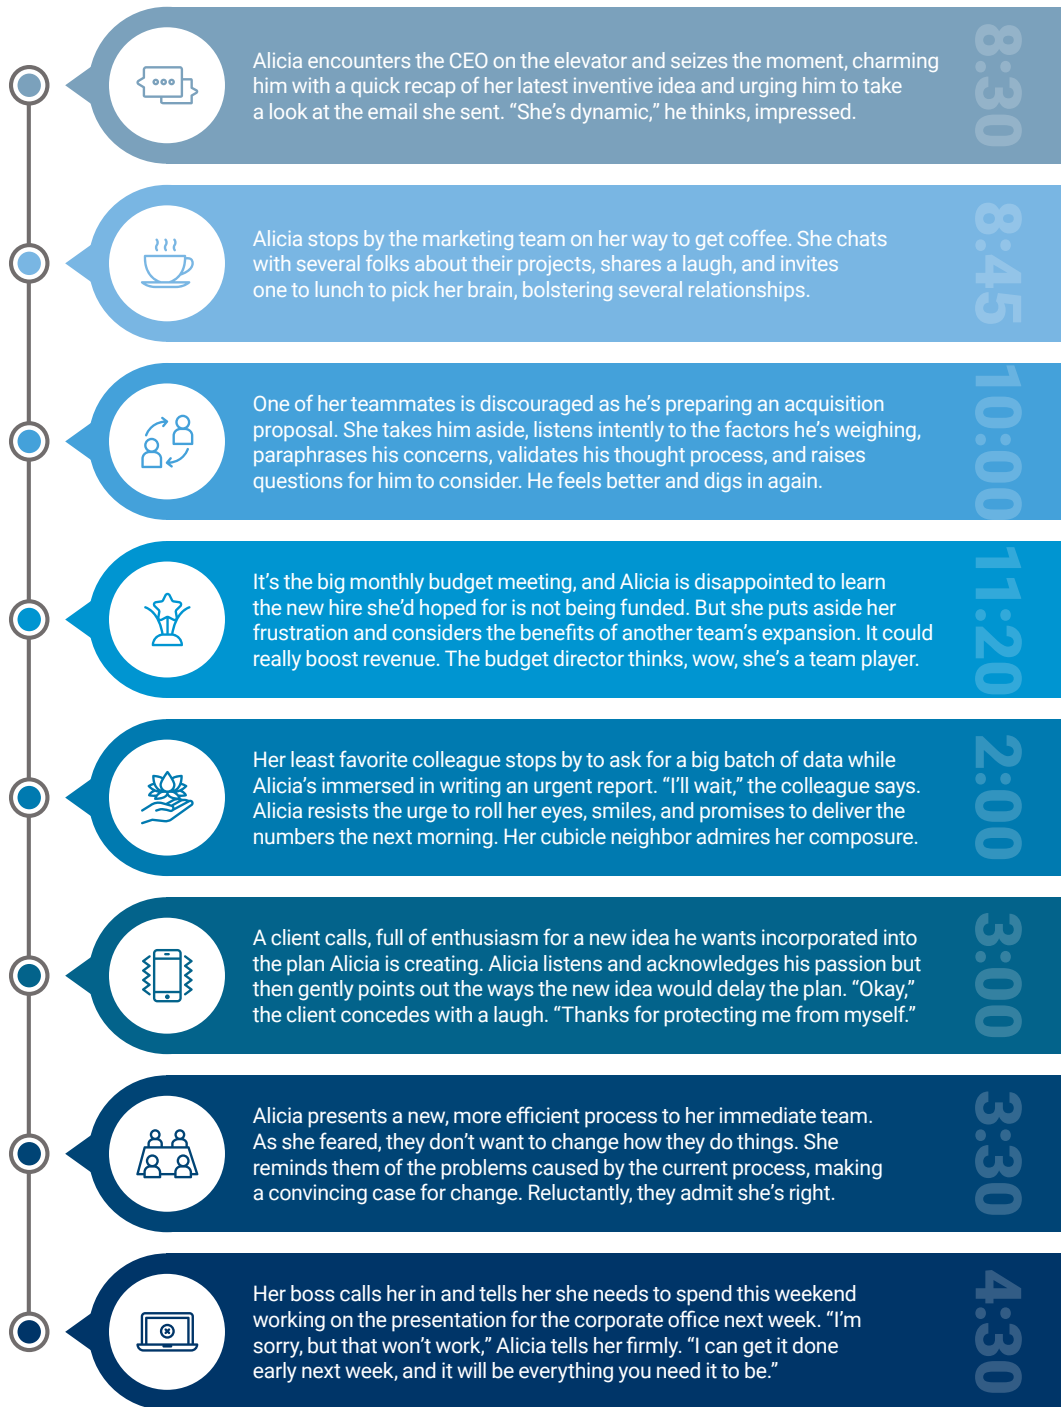 Alicia encounters the CEO on the elevator and seizes the moment, charming
him with a quick recap of her latest inventive idea and urging him to take
a look at the email she sent. “She’s dynamic,” he thinks, impressed.
8:30
Alicia stops by the marketing team on her way to get coffee. She chats
with several folks about their projects, shares a laugh, and invites
one to lunch to pick her brain, bolstering several relationships.
8:45
One of her teammates is discouraged as he’s preparing an acquisition
proposal. She takes him aside, listens intently to the factors he’s weighing,
paraphrases his concerns, validates his thought process, and raises
questions for him to consider. He feels better and digs in again.
10:00
It’s the big monthly budget meeting, and Alicia is disappointed to learn
the new hire she’d hoped for is not being funded. But she puts aside her
frustration and considers the benefits of another team’s expansion. It could
really boost revenue. The budget director thinks, wow, she’s a team player.
11:20
Her least favorite colleague stops by to ask for a big batch of data while
Alicia’s immersed in writing an urgent report. “I’ll wait,” the colleague says.
Alicia resists the urge to roll her eyes, smiles, and promises to deliver the
numbers the next morning. Her cubicle neighbor admires her composure.
2:00
A client calls, full of enthusiasm for a new idea he wants incorporated into
the plan Alicia is creating. Alicia listens and acknowledges his passion but
then gently points out the ways the new idea would delay the plan. “Okay,”
the client concedes with a laugh. “Thanks for protecting me from myself.”
3:00
Alicia presents a new, more efficient process to her immediate team.
As she feared, they don’t want to change how they do things. She
reminds them of the problems caused by the current process, making
a convincing case for change. Reluctantly, they admit she’s right.
3:30
Her boss calls her in and tells her she needs to spend this weekend
working on the presentation for the corporate office next week. “I’m
sorry, but that won’t work,” Alicia tells her firmly. “I can get it done
early next week, and it will be everything you need it to be.”
4:30